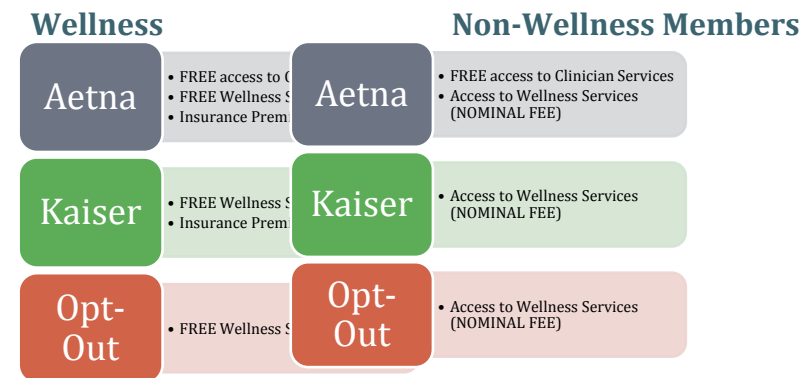 Wellness
Non-Wellness Members
Aetna
• FREE access to
• FREE Wellness
• Insurance
Aetna
• FREE access to Clinician Services
• Access to Wellness Services
(NOMINAL FEE)
Kaiser
• FREE Wellness
• Insurance
Kaiser
• Access to Wellness Services
(NOMINAL FEE)
Opt-
Out
• FREE Wellness
Opt-
Out
• Access to Wellness Services
(NOMINAL FEE)